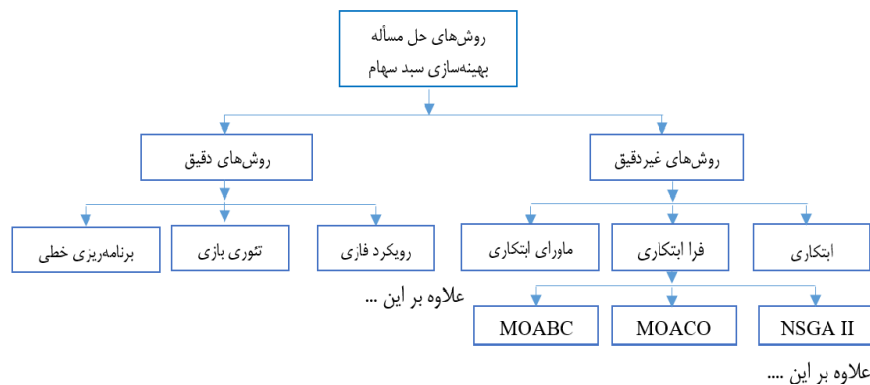 روش‌های حل مسأله
بهینه‌سازی سبد سهام
روش‌های غیردقیق
روش‌های دقیق
ابتکاری
فرا ابتکاری
ماورای ابتکاری
رویکرد فازی
تئوری بازی
برنامه‌ریزی خطی
علاوه بر این ...
NSGA II
MOACO
MOABC
علاوه بر این ....